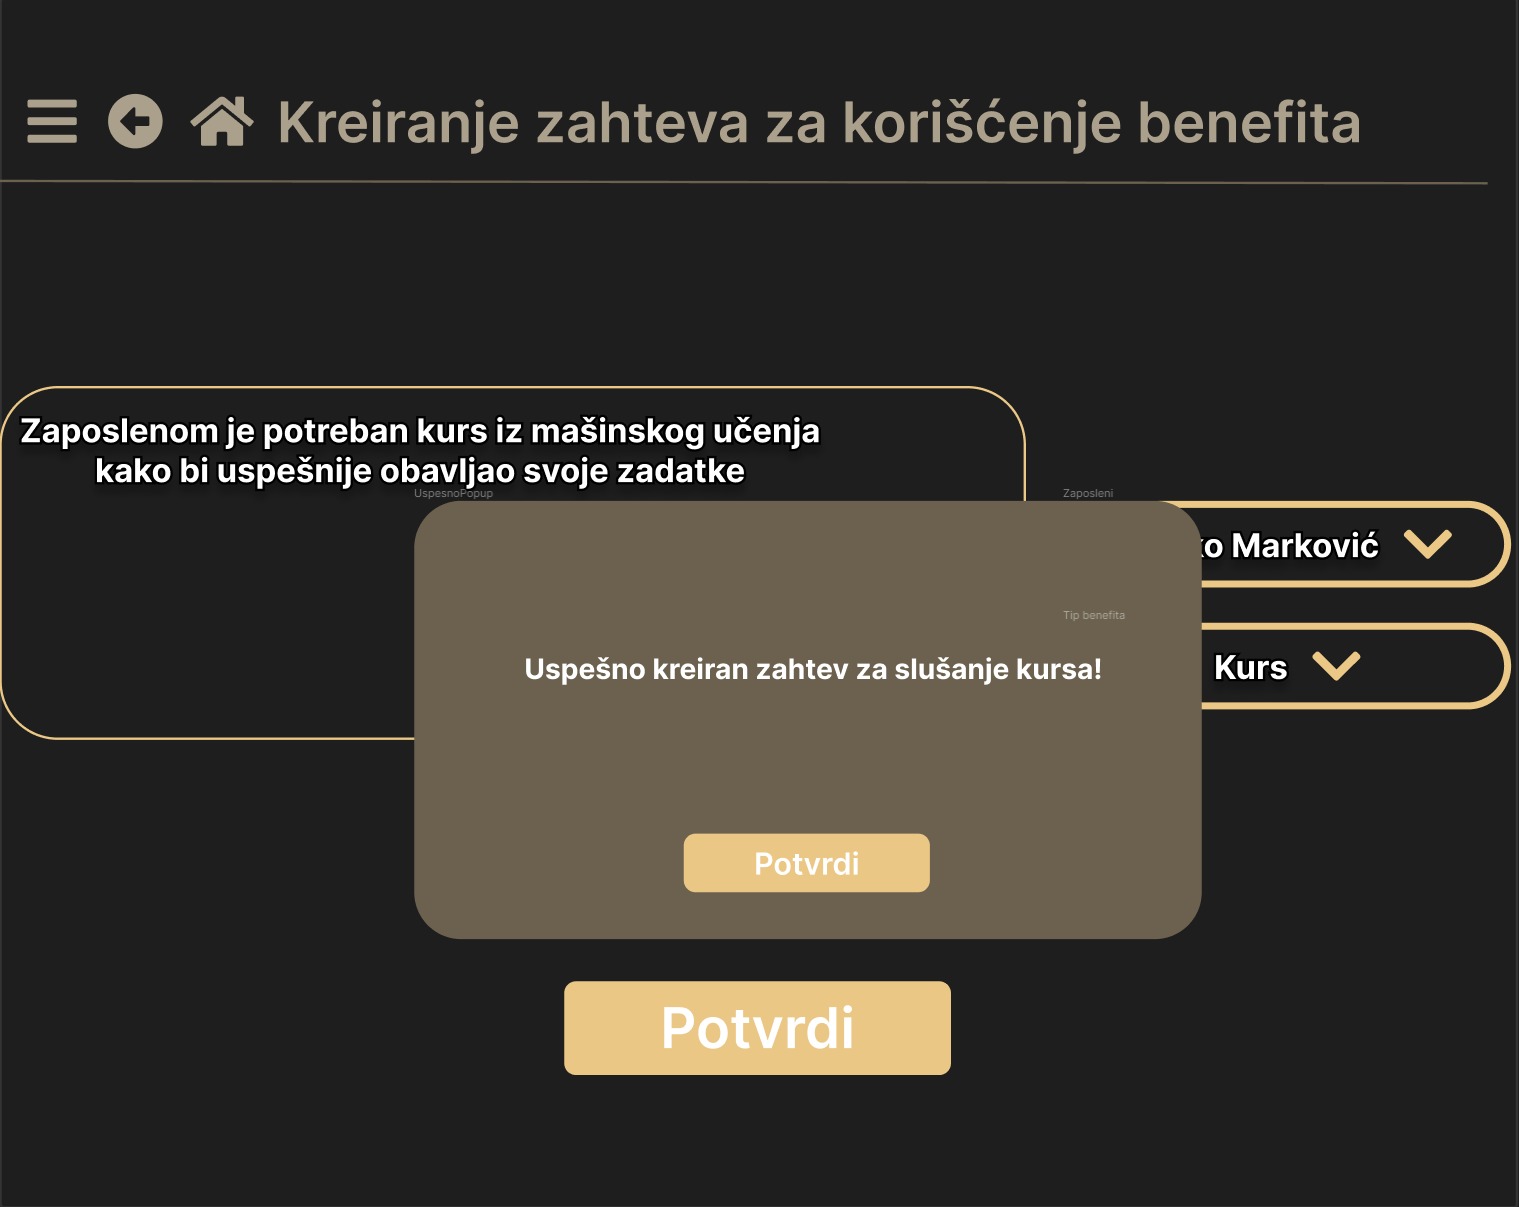 Kreiranje zahteva za korišćenje benefita
Zaposlenom je potreban kurs iz mašinskog učenja
kako bi uspešnije obavljao svoje zadatke
UspesnoPopup
Zaposleni
Marković
Tip benefita
Uspešno kreiran zahtev za slušanje kursa!
Kurs
Potvrdi
Potvrdi